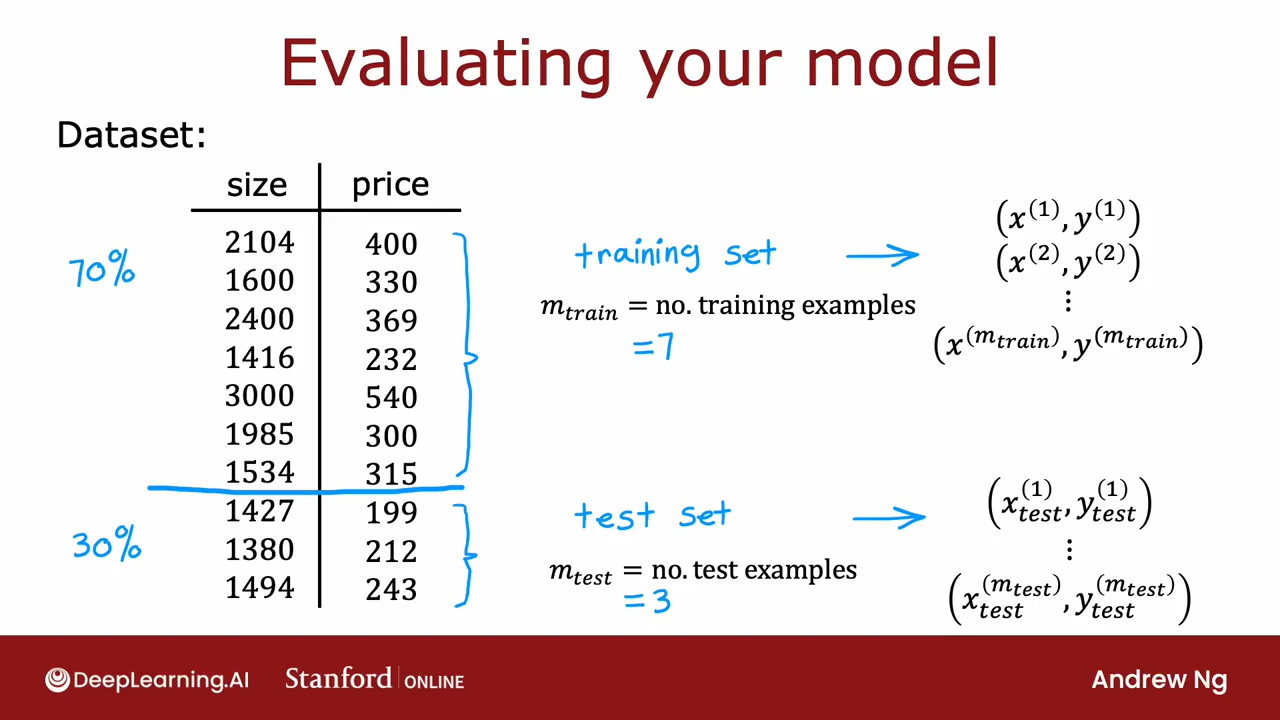 Evaluating your model
Dataset:
size price
2104 400
1600 330
2400 369
1416 232
3000 540
1985 300
1534 315
1427 199
1380 212
1494 243
70%
30%
training set →
m_train = no. training examples
=7
(x^(1), y^(1))
(x^(2), y^(2))
⋮
(x^(m_train), y^(m_train))
test set →
m_test = no. test examples
=3
(x_test^(1), y_test^(1))
⋮
(x_test^(m_test), y_test^(m_test))
DeepLearning.AI Stanford | ONLINE Andrew Ng